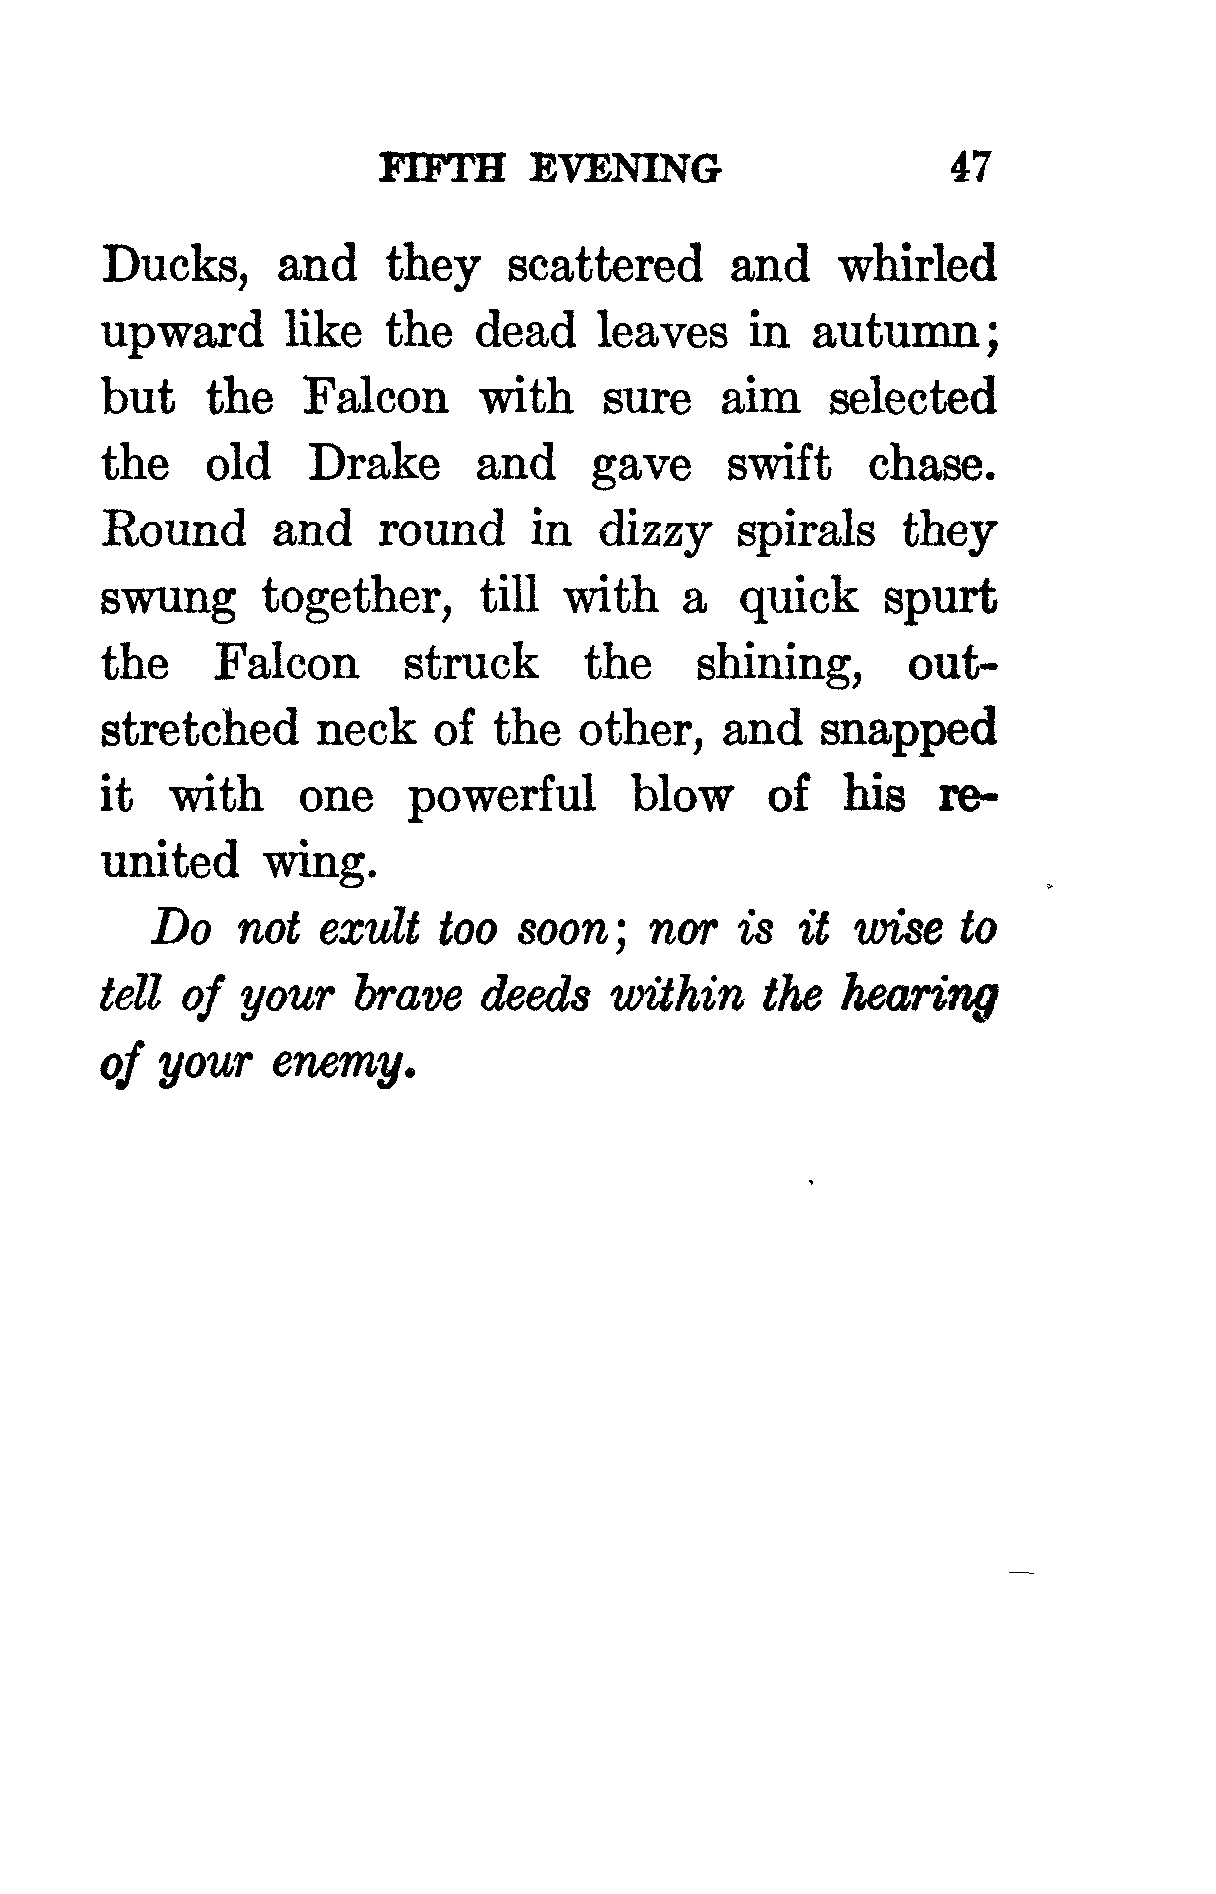 FIFTH EVENING 47
Ducks, and they scattered and whirled
upward like the dead leaves in autumn;
but the Falcon with sure aim selected
the old Drake and gave swift chase.
Round and round in dizzy spirals they
swung together, till with a quick spurt
the Falcon struck the shining, out-
stretched neck of the other, and snapped
it with one powerful blow of his re-
united wing.
Do not exult too soon; nor is it wise to
tell of your brave deeds within the hearing
of your enemy.